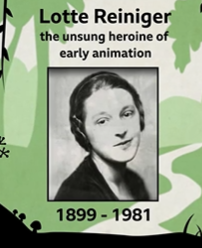 Lotte Reiniger
the unsung heroine of
early animation
1899 - 1981